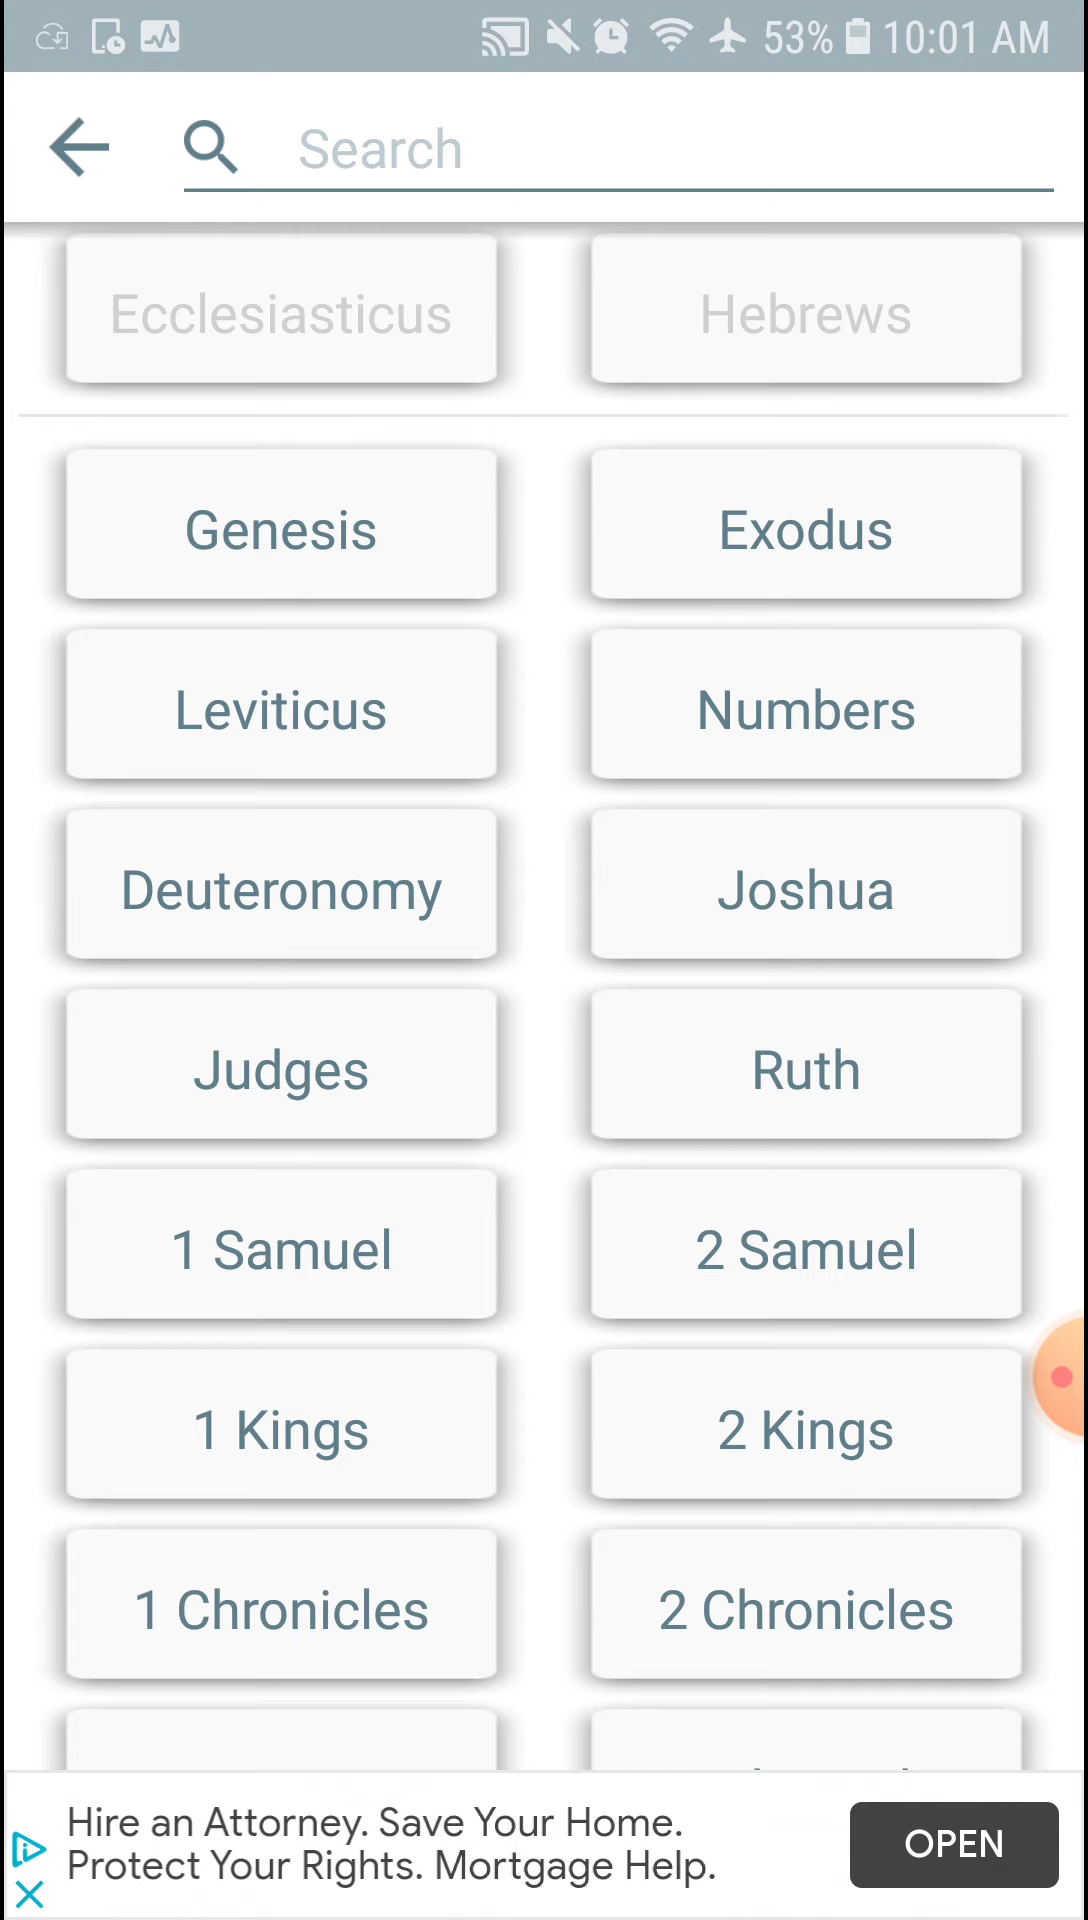 53% 10:01 AM
Search
Ecclesiasticus Hebrews
Genesis Exodus
Leviticus Numbers
Deuteronomy Joshua
Judges Ruth
1 Samuel 2 Samuel
1 Kings 2 Kings
1 Chronicles 2 Chronicles
Hire an Attorney. Save Your Home.
Protect Your Rights. Mortgage Help.
OPEN